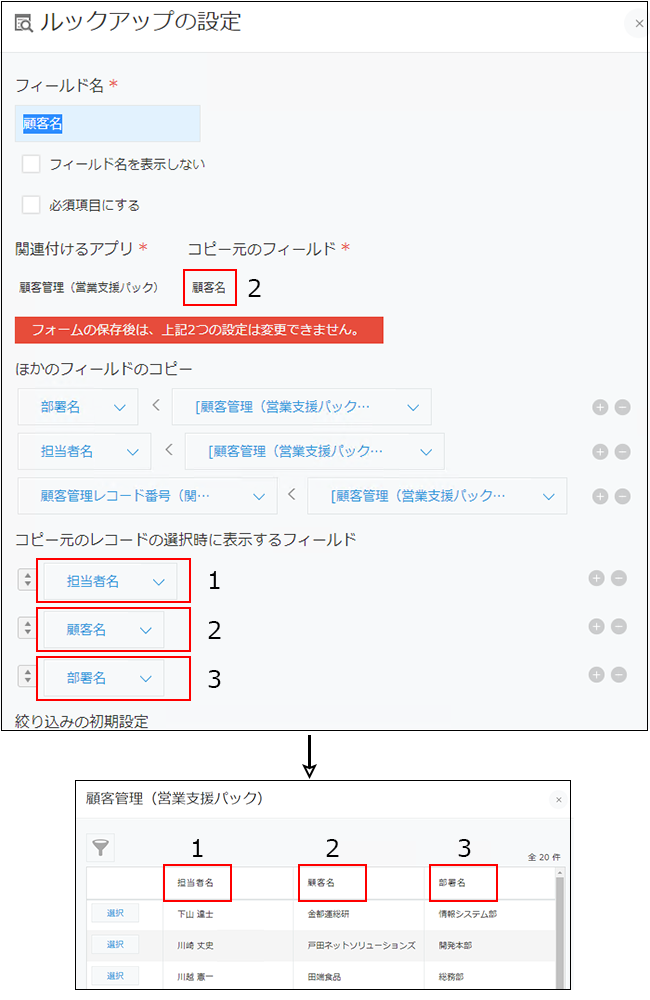 ルックアップの設定
フィールド名 *
顧客名
フィールド名を表示しない
必須項目にする
関連付けるアプリ * コピー元のフィールド *
顧客管理（営業支援パック） 顧客名 2
フォームの保存後は、上記2つの設定は変更できません。
ほかのフィールドのコピー
部署名 < [顧客管理（営業支援パック…
担当者名 < [顧客管理（営業支援パック…
顧客管理レコード番号（関… < [顧客管理（営業支援パック…
コピー元のレコードの選択時に表示するフィールド
担当者名 1
顧客名 2
部署名 3
絞り込みの初期設定
顧客管理（営業支援パック）
1 2 3
全 20 件
担当者名 顧客名 部署名
選択 下山 達士 金都運総研 情報システム部
選択 川崎 丈史 戸田ネットソリューションズ 開発本部
選択 川越 憲一 田端食品 総務部